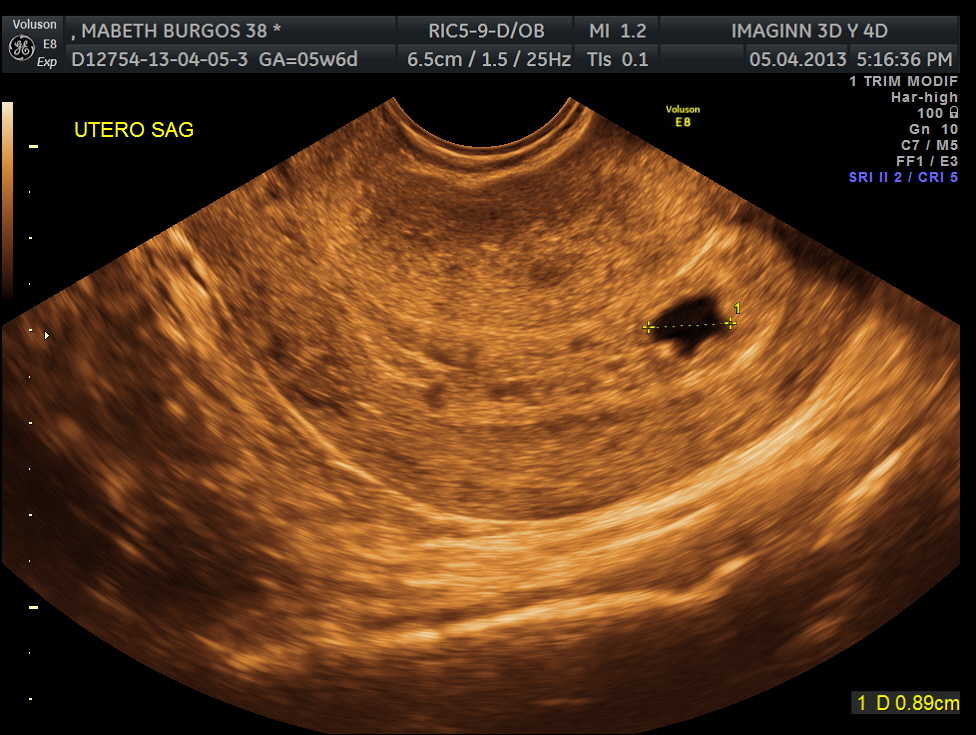 Voluson
E8
Exp
, MABETH BURGOS 38 *
RIC5-9-D/OB
MI 1.2
IMAGINN 3D Y 4D
D12754-13-04-05-3 GA=05w6d
6.5cm / 1.5 / 25Hz
TIs 0.1
05.04.2013 5:16:36 PM
1 TRIM MODIF
Har-high
100
Gn 10
C7 / M5
FF1 / E3
SRI II 2 / CRI 5
Voluson
E8
UTERO SAG
1
1 D 0.89cm